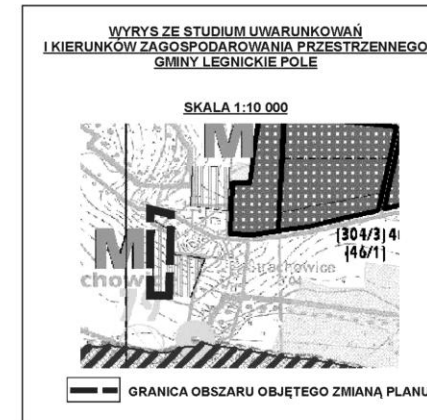 WYRYS ZE STUDIUM UWARUNKOWAŃ
I KIERUNKÓW ZAGOSPODAROWANIA PRZESTRZENNEGO
GMINY LEGNICKIE POLE
SKALA 1:10 000
M
[304/3]
[46/1]
M
GRANICA OBSZARU OBJĘTEGO ZMIANĄ PLANU